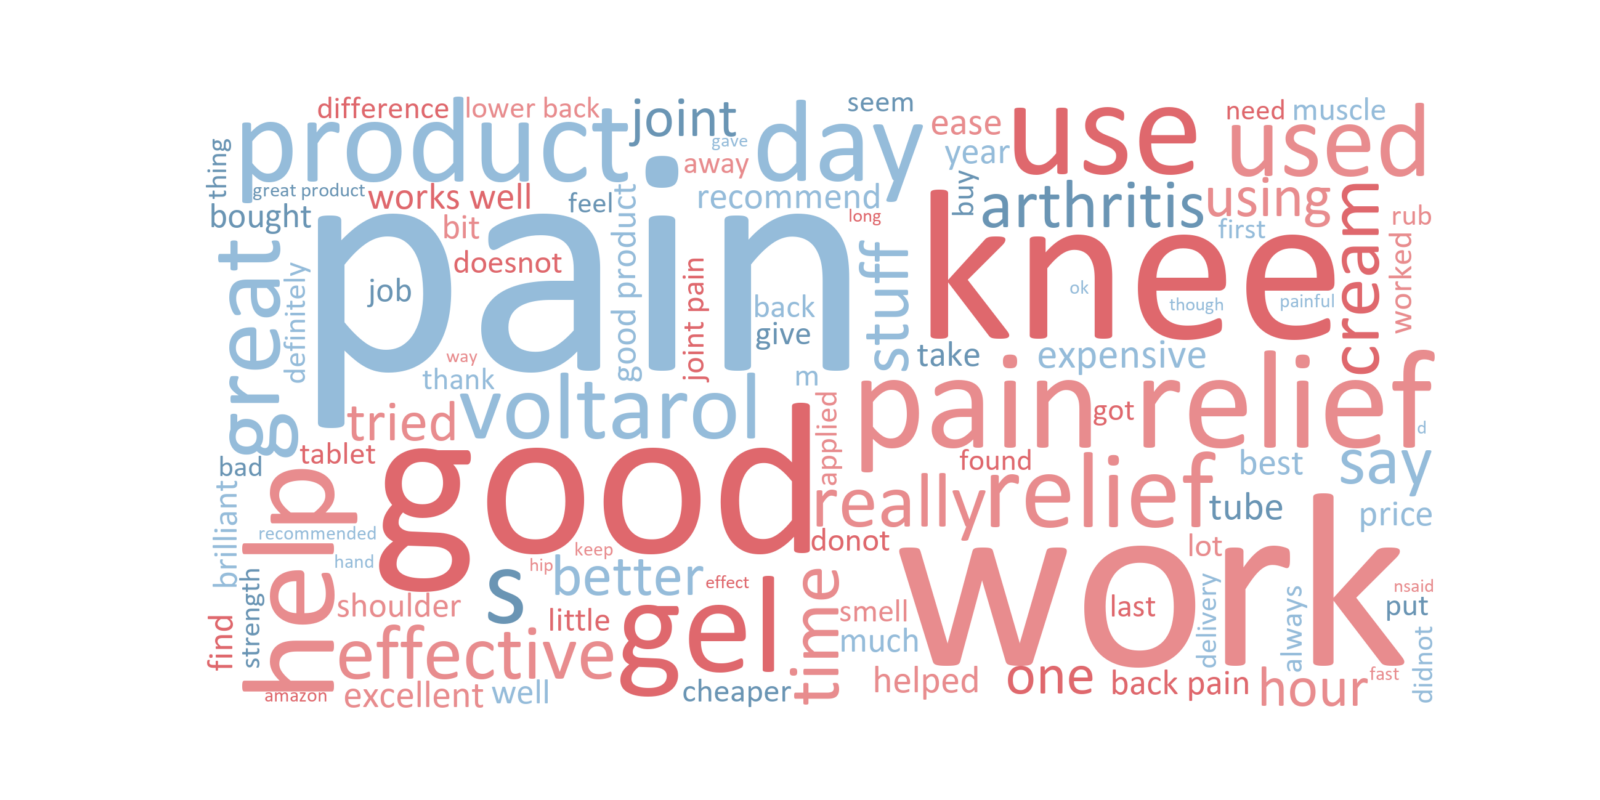 difference
lower back
product
joint
gave
day
seem
ease
year
use
need
muscle
used
thing
great product
works well
away
recommend
buy
arthritis
using
rub
bought
bit
feel
good product
long
first
cream
worked
great
definitely
pain
job
doesnot
joint pain
back
give
stuff
knee
ok
though
painful
way
thank
m
take
expensive
tried
voltarol
applied
pain relief
got
d
tablet
bad
good
found
best
say
help
brilliant
really
relief
tube
price
recommended
hand
donot
keep
hip
work
lot
s
better
effect
time
strength
find
shoulder
little
gel
smell
much
last
delivery
always
nsaid
put
didnot
effective
amazon
excellent
well
cheaper
helped
one
back pain
hour
fast